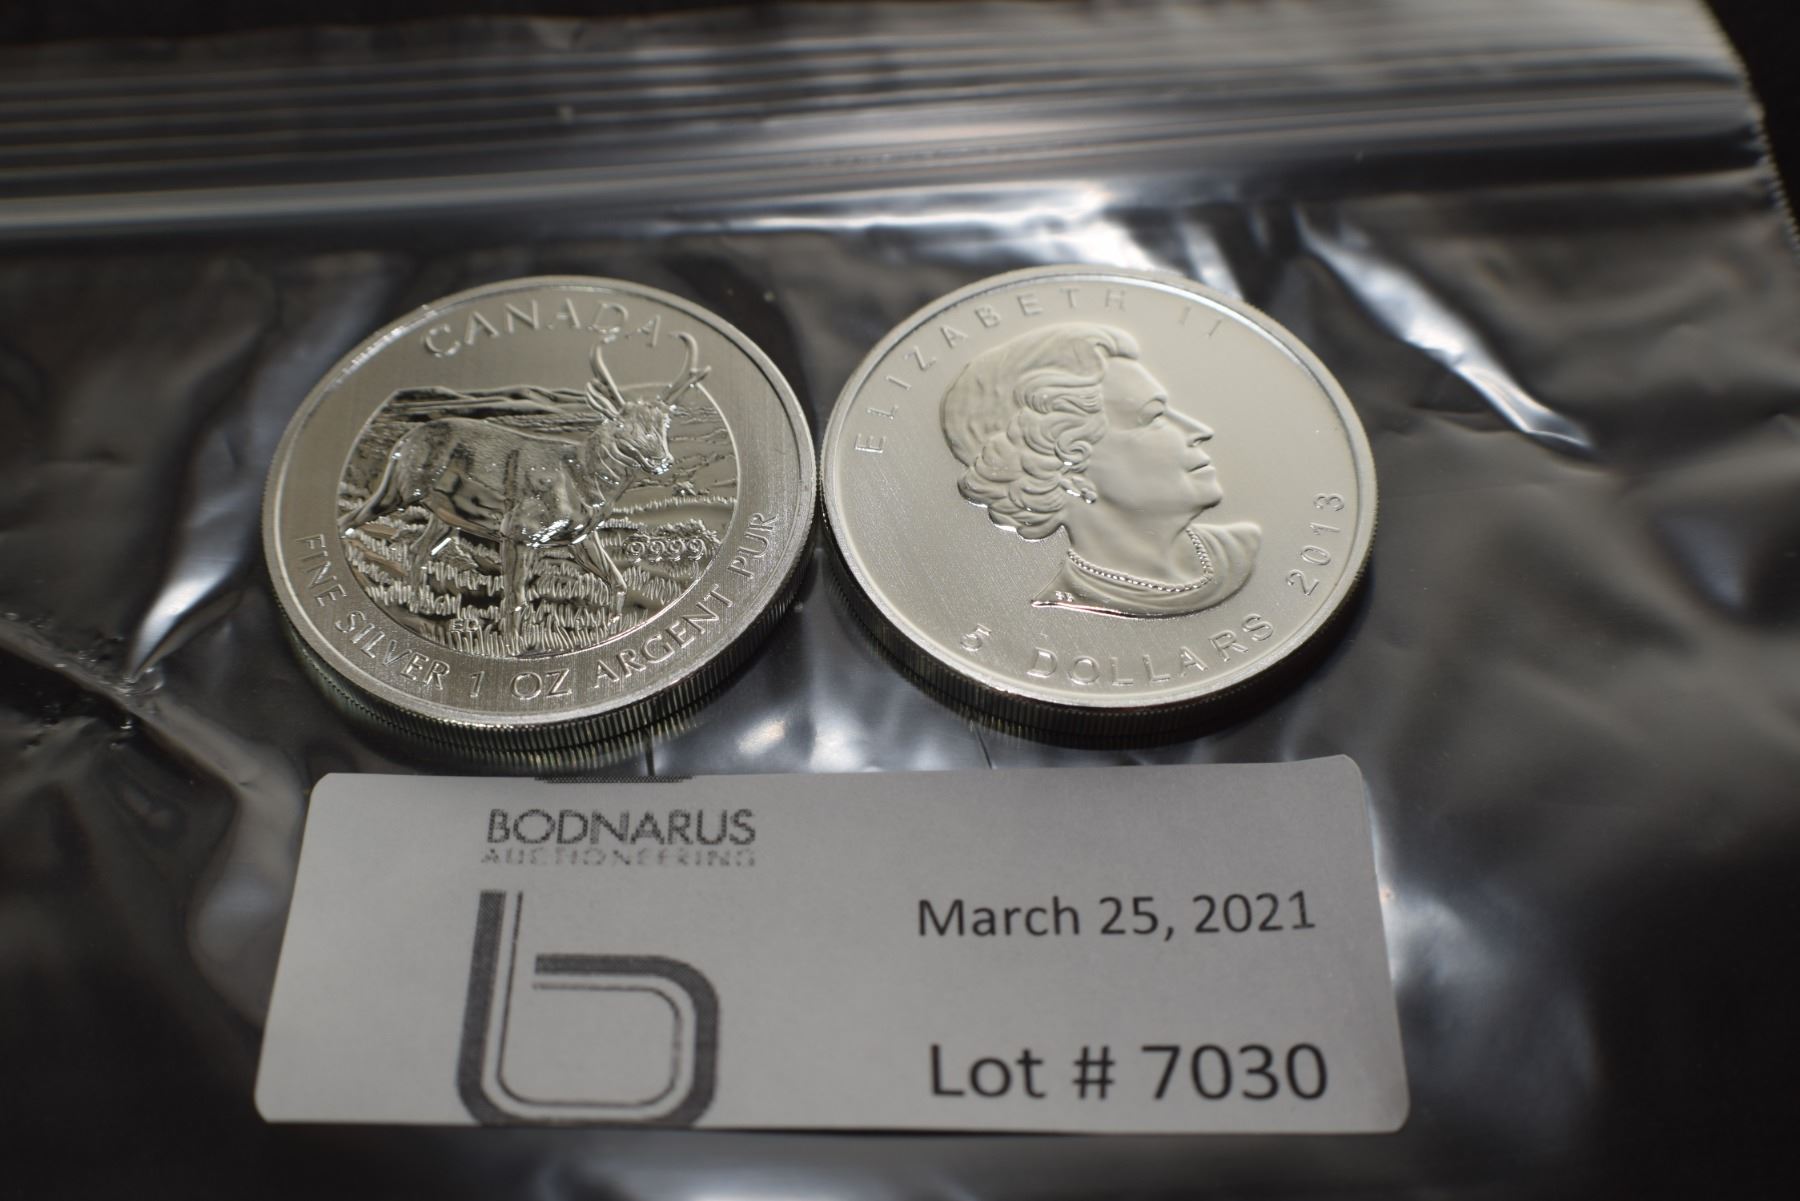 CANADA
9999
FINE SILVER 1 OZ ARGENT PUR
ELIZABETH II
5 DOLLARS 2013
BODNARUS
AUCTIONEERING
March 25, 2021
Lot # 7030